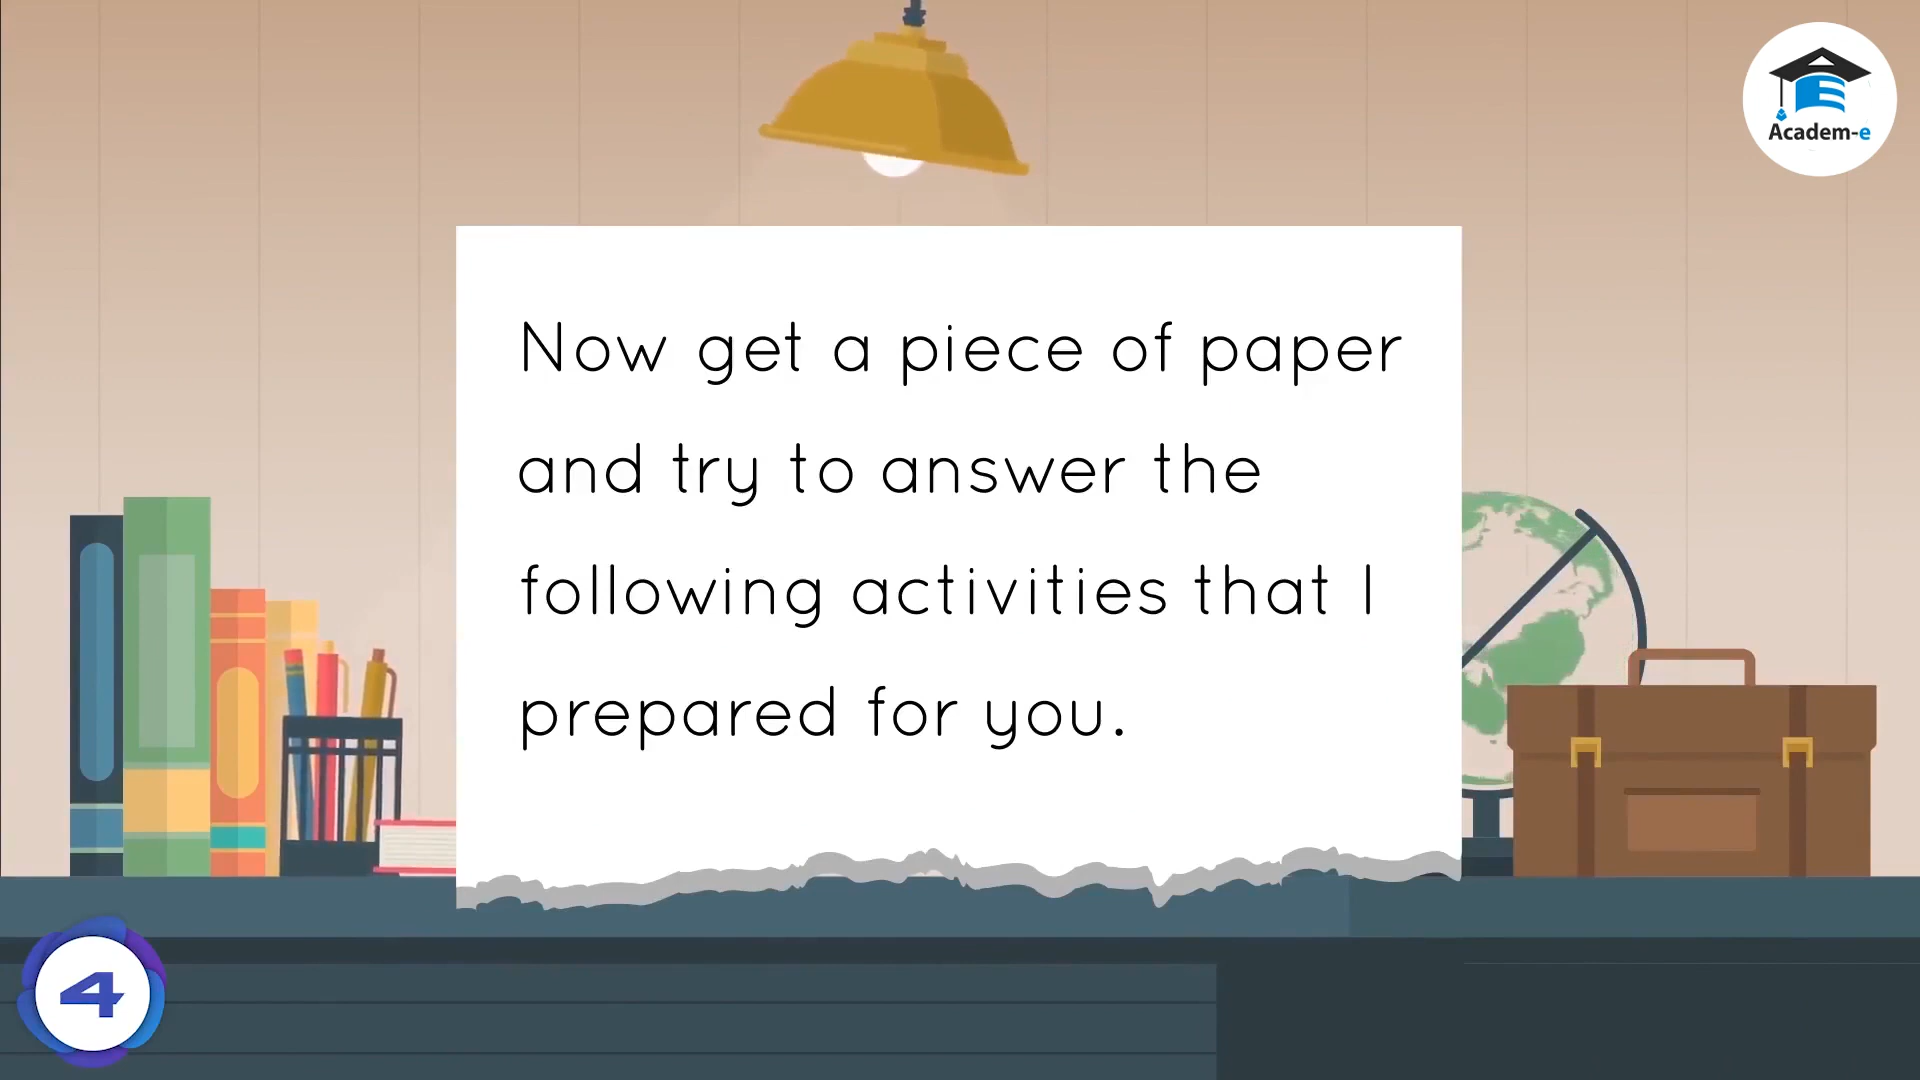 Academ-e
Now get a piece of paper
and try to answer the
following activities that I
prepared for you.
4